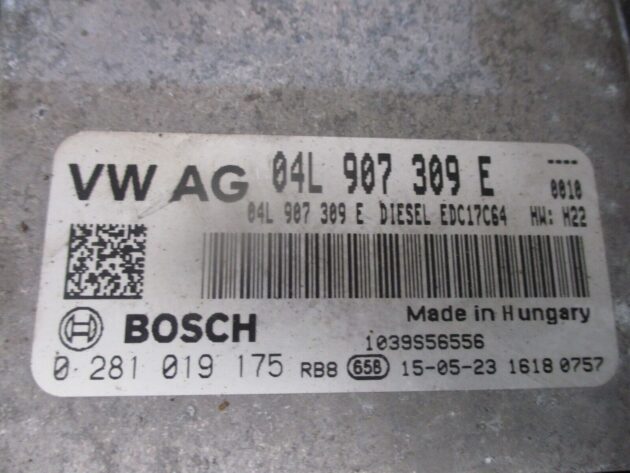 VW AG 04L 907 309 E ----
0010
04L 907 309 E DIESEL EDC17C64 HW: H22
Made in Hungary
BOSCH 1039S56556
0 281 019 175 RB8 656 15-05-23 1618 0757